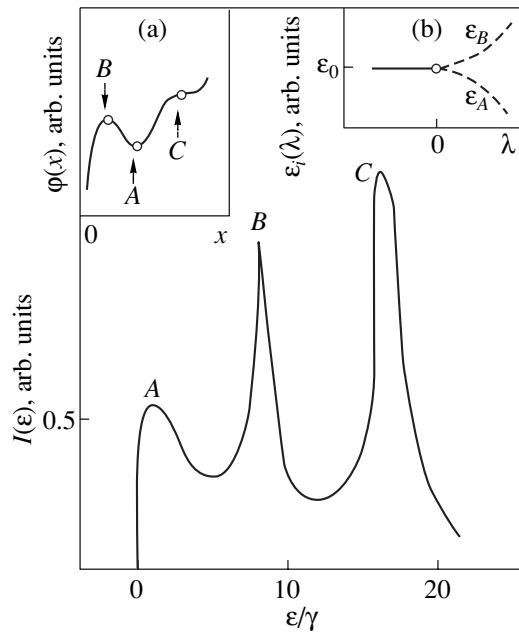 (a)
B
C
A
φ(x), arb. units
0
x
(b)
ε_B
ε_0
ε_A
ε_i(λ), arb. units
0
λ
C
B
A
I(ε), arb. units
0.5
0
10
20
ε/γ